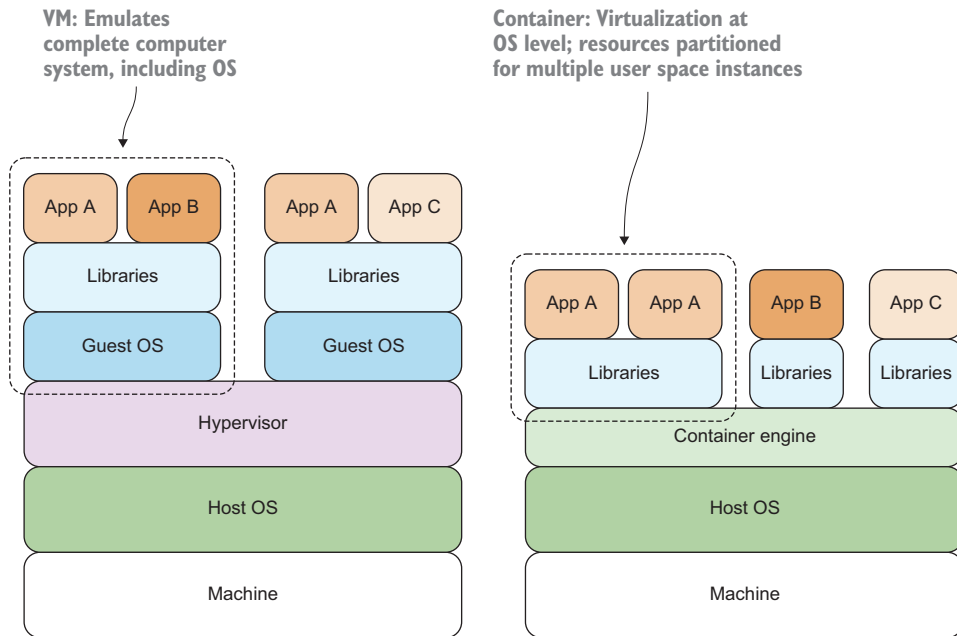 VM: Emulates
complete computer
system, including OS
Container: Virtualization at
OS level; resources partitioned
for multiple user space instances
App A
App B
App A
App C
Libraries
Libraries
Guest OS
Guest OS
Hypervisor
Host OS
Machine
App A
App A
App B
App C
Libraries
Libraries
Libraries
Container engine
Host OS
Machine